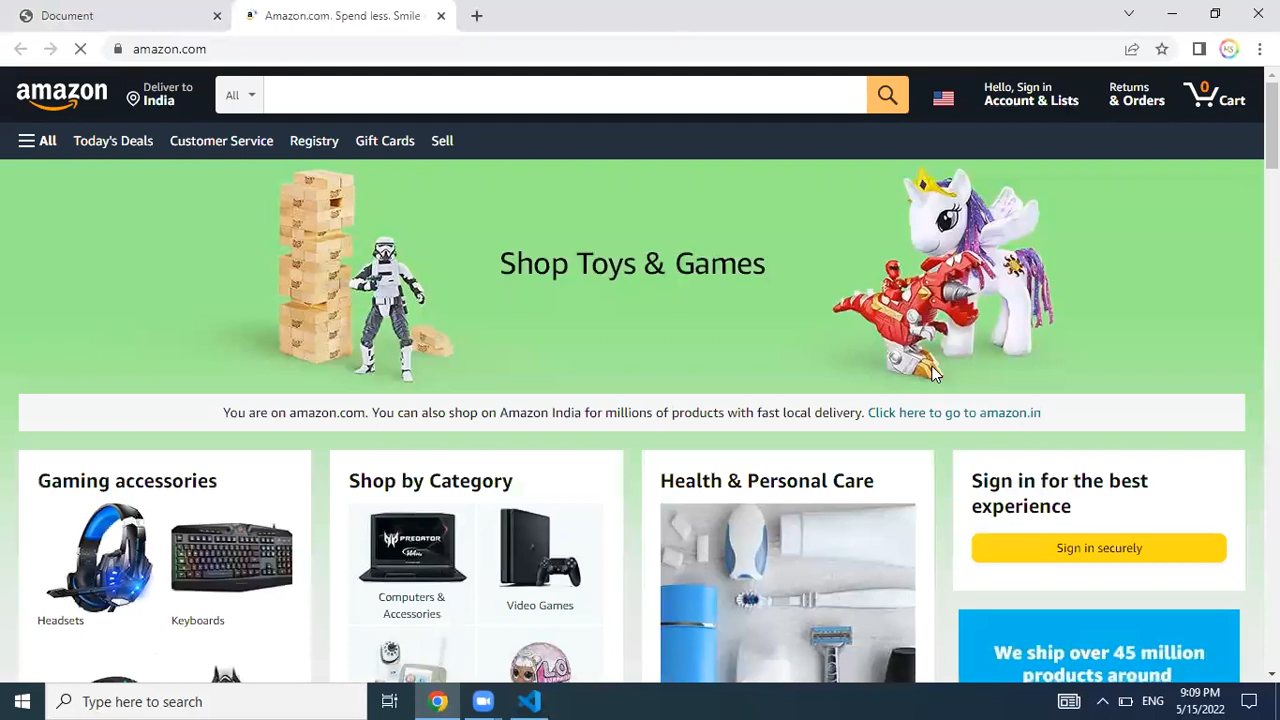 Document
Amazon.com. Spend less. Smile
amazon.com
amazon
Deliver to
India
All
Hello, Sign in
Account & Lists
Returns
& Orders
0
Cart
All
Today's Deals
Customer Service
Registry
Gift Cards
Sell
Shop Toys & Games
You are on amazon.com. You can also shop on Amazon India for millions of products with fast local delivery. Click here to go to amazon.in
Gaming accessories
Headsets
Keyboards
Shop by Category
PREDATOR
Computers &
Accessories
Video Games
Health & Personal Care
Sign in for the best
experience
Sign in securely
We ship over 45 million
products around
Type here to search
ENG
9:09 PM
5/15/2022